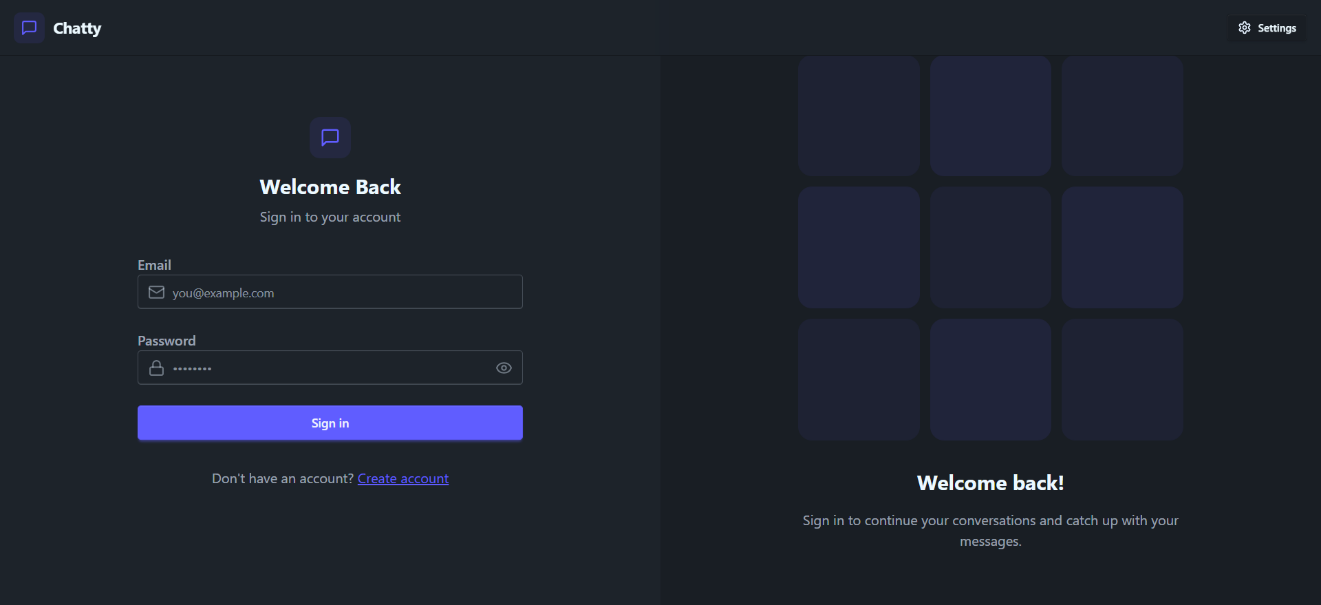 Chatty
Settings
Welcome Back
Sign in to your account
Email
you@example.com
Password
••••••••
Sign in
Don't have an account? Create account
Welcome back!
Sign in to continue your conversations and catch up with your
messages.